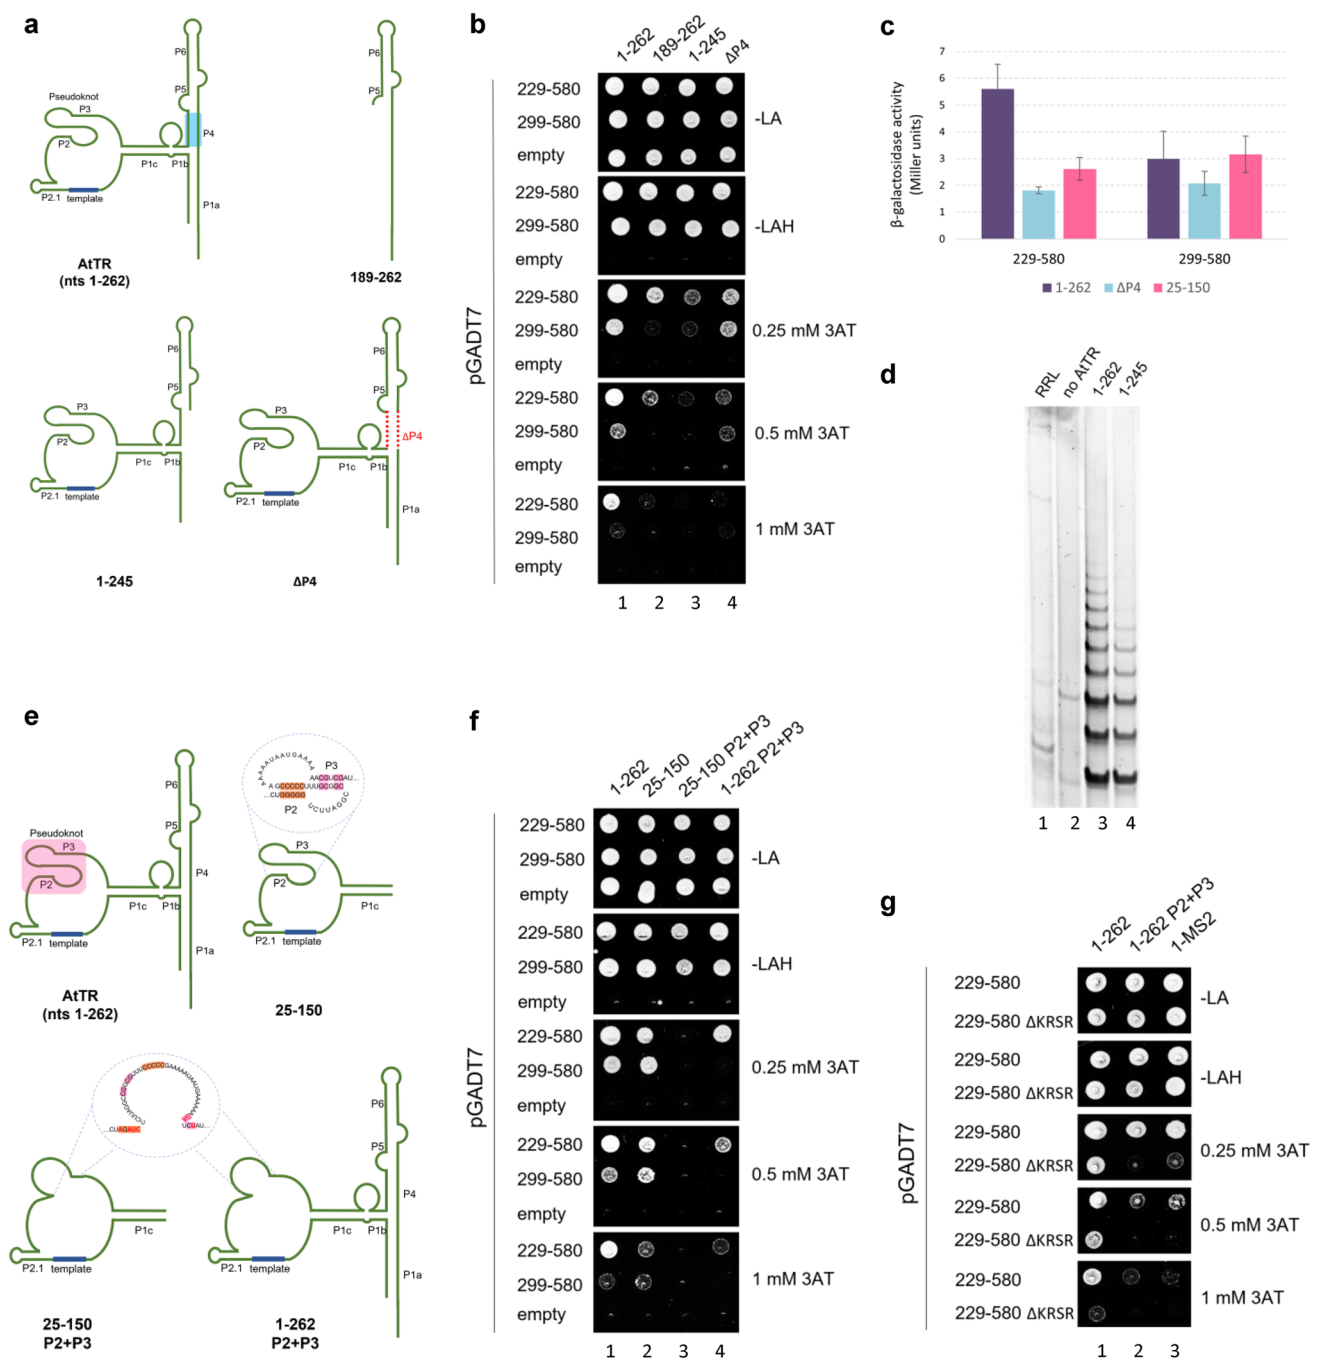 a
P6
P5
Pseudoknot
P3
P4
P2
P1c
P1b
P2.1
template
P1a
AtTR
(nts 1-262)
P6
P5
189-262
P6
P5
P3
P2
P1c
P1b
P2.1
template
1-245
P6
P5
P3
P2
ΔP4
P1c
P1b
P2.1
template
P1a
ΔP4
b
1-262
189-262
1-245
ΔP4
pGADT7
229-580
299-580
empty
-LA
229-580
299-580
empty
-LAH
229-580
299-580
empty
0.25 mM 3AT
229-580
299-580
empty
0.5 mM 3AT
229-580
299-580
empty
1 mM 3AT
1 2 3 4
c
β-galactosidase activity
(Miller units)
7
6
5
4
3
2
1
0
229-580 299-580
1-262 ΔP4 25-150
d
RRL
no AtTR
1-262
1-245
1 2 3 4
e
P6
P5
Pseudoknot
P3
P4
P2
P1c
P1b
P2.1
template
P1a
AtTR
(nts 1-262)
AAAAUAAUGAAAA
P3
AACGUCGAU...
AGCCCCCUUUGCGGC
...CUGGGGG
UCUUAGGC
P2
P3
P2
P1c
P2.1
template
25-150
...CUAGAUC
UCUAU...
P1c
P2.1
template
25-150
P2+P3
P6
P5
P4
P1c
P1b
P2.1
template
P1a
1-262
P2+P3
f
1-262
25-150
25-150 P2+P3
1-262 P2+P3
pGADT7
229-580
299-580
empty
-LA
229-580
299-580
empty
-LAH
229-580
299-580
empty
0.25 mM 3AT
229-580
299-580
empty
0.5 mM 3AT
229-580
299-580
empty
1 mM 3AT
1 2 3 4
g
1-262
1-262 P2+P3
1-MS2
pGADT7
229-580
229-580 ΔKRSR
-LA
229-580
229-580 ΔKRSR
-LAH
229-580
229-580 ΔKRSR
0.25 mM 3AT
229-580
229-580 ΔKRSR
0.5 mM 3AT
229-580
229-580 ΔKRSR
1 mM 3AT
1 2 3